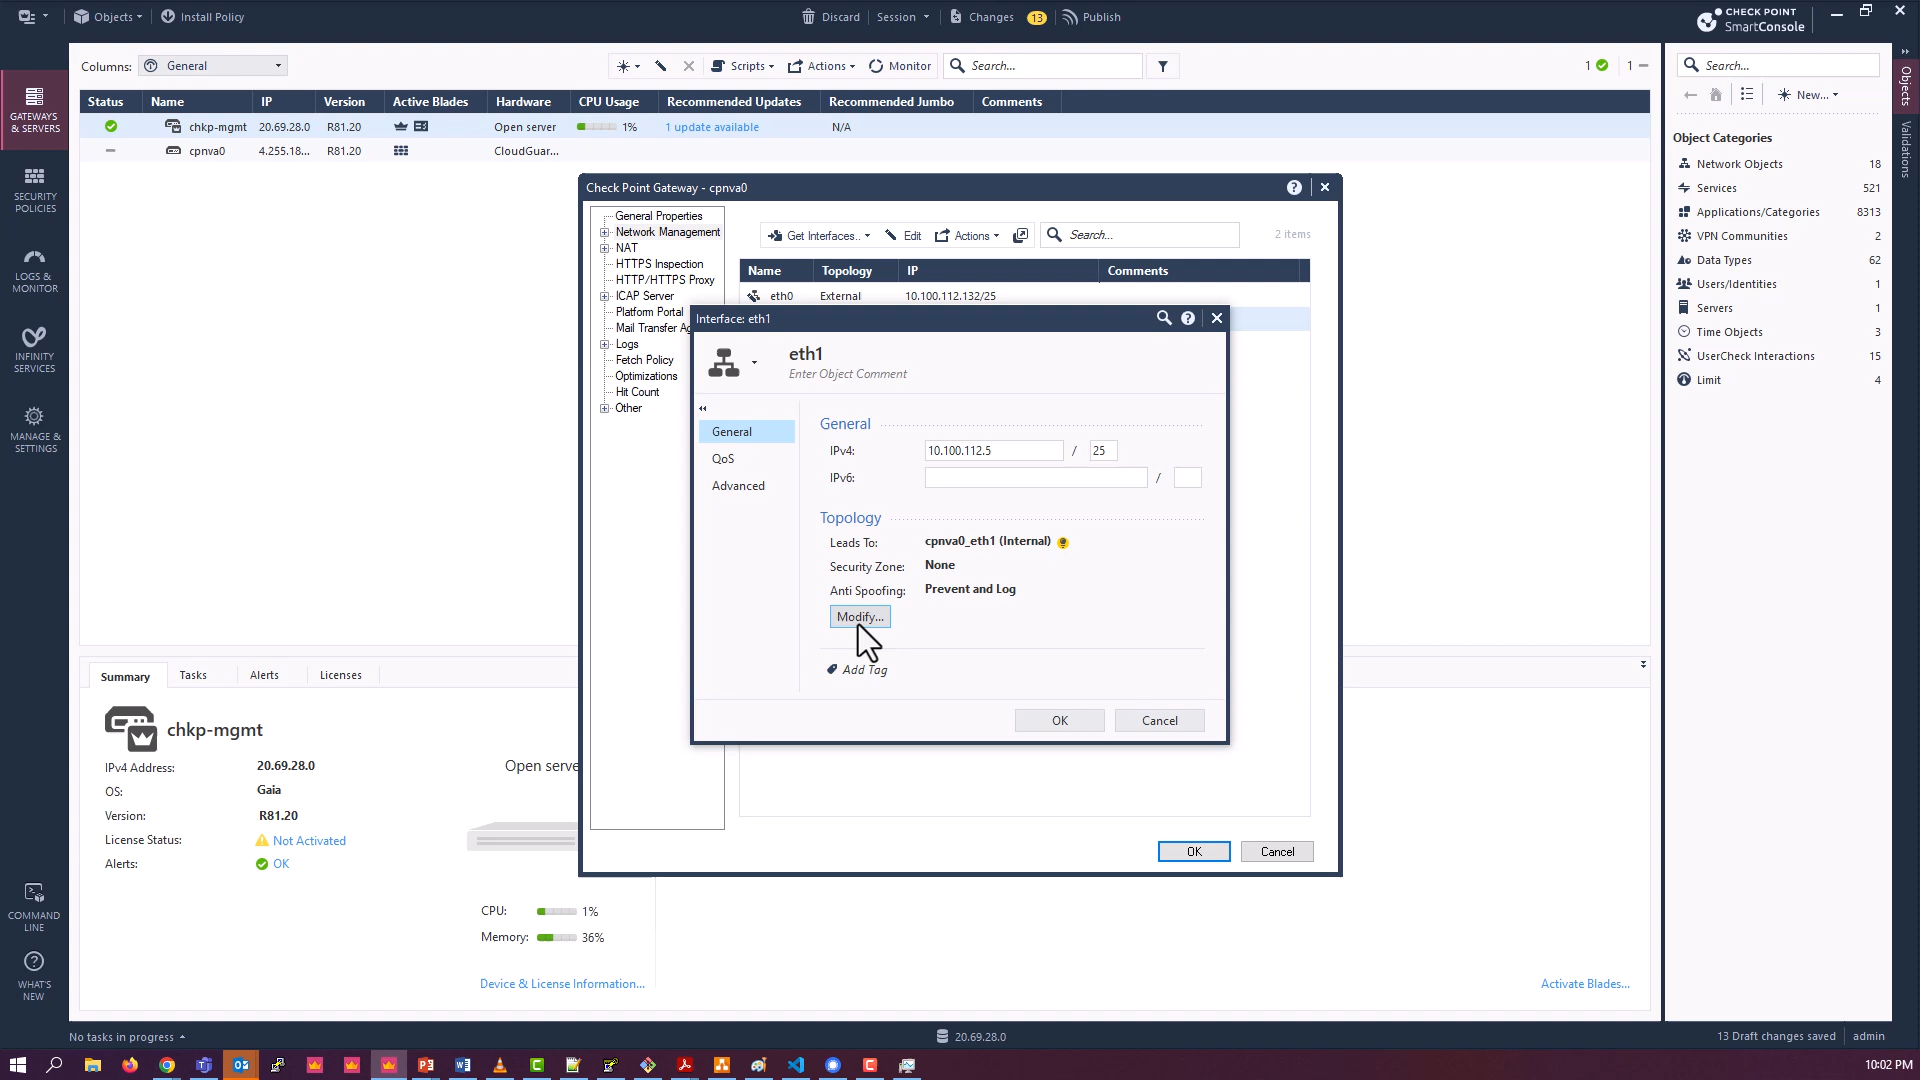 Objects
Install Policy
Discard
Session
Changes
13
Publish
CHECK POINT
SmartConsole
Columns:
General
Scripts
Actions
Monitor
Search...
1
1
Search...
New...
Objects
Validations
GATEWAYS
& SERVERS
SECURITY
POLICIES
LOGS &
MONITOR
INFINITY
SERVICES
MANAGE &
SETTINGS
COMMAND
LINE
WHAT'S
NEW
Status Name IP Version Active Blades Hardware CPU Usage Recommended Updates Recommended Jumbo Comments
chkp-mgmt 20.69.28.0 R81.20 Open server 1% 1 update available N/A
cpnva0 4.255.18... R81.20 CloudGuar...
Object Categories
Network Objects 18
Services 521
Applications/Categories 8313
VPN Communities 2
Data Types 62
Users/Identities 1
Servers 1
Time Objects 3
UserCheck Interactions 15
Limit 4
Check Point Gateway - cpnva0
General Properties
Network Management
NAT
HTTPS Inspection
HTTP/HTTPS Proxy
ICAP Server
Platform Portal
Mail Transfer Ag
Logs
Fetch Policy
Optimizations
Hit Count
Other
Get Interfaces..
Edit
Actions
Search...
2 items
Name Topology IP Comments
eth0 External 10.100.112.132/25
Interface: eth1
eth1
Enter Object Comment
General
QoS
Advanced
General
IPv4: 10.100.112.5 / 25
IPv6: /
Topology
Leads To: cpnva0_eth1 (Internal)
Security Zone: None
Anti Spoofing: Prevent and Log
Modify...
Add Tag
OK
Cancel
OK
Cancel
Summary
Tasks
Alerts
Licenses
chkp-mgmt
IPv4 Address: 20.69.28.0
OS: Gaia
Version: R81.20
License Status: Not Activated
Alerts: OK
Open serve
CPU: 1%
Memory: 36%
Device & License Information...
Activate Blades...
No tasks in progress
20.69.28.0
13 Draft changes saved
admin
10:02 PM